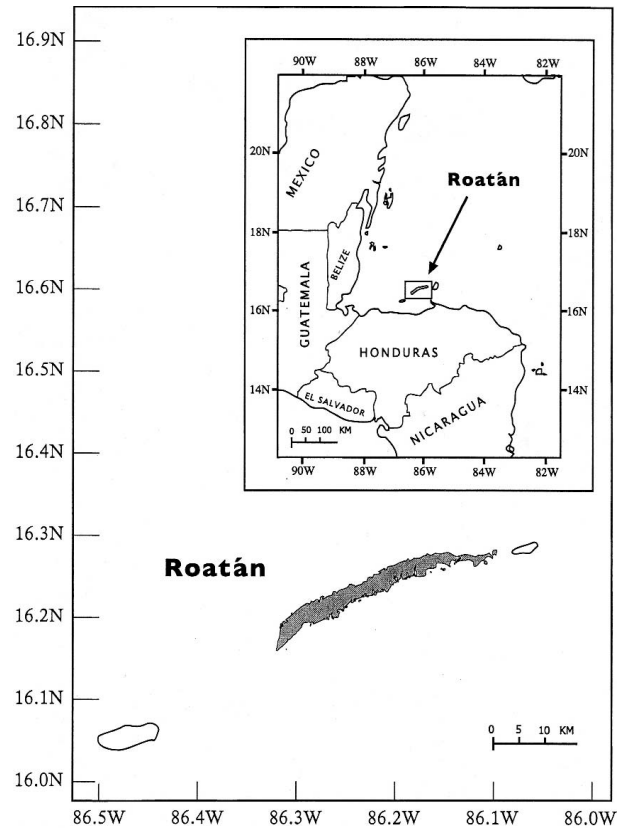 16.9N
16.8N
16.7N
16.6N
16.5N
16.4N
16.3N
16.2N
16.1N
16.0N
86.5W 86.4W 86.3W 86.2W 86.1W 86.0W
90W 88W 86W 84W 82W
20N 20N
18N 18N
16N 16N
14N 14N
90W 88W 86W 84W 82W
MEXICO
BELIZE
GUATEMALA
HONDURAS
EL SALVADOR
NICARAGUA
Roatán
0 50 100 KM
Roatán
0 5 10 KM